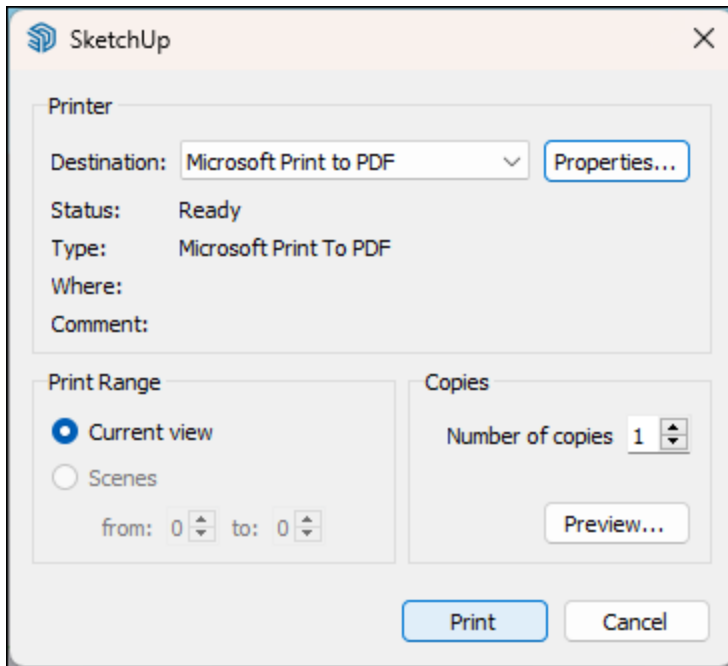 SketchUp
Printer
Destination: Microsoft Print to PDF Properties...
Status: Ready
Type: Microsoft Print To PDF
Where:
Comment:
Print Range
Current view
Scenes
from: 0 to: 0
Copies
Number of copies 1
Preview...
Print Cancel